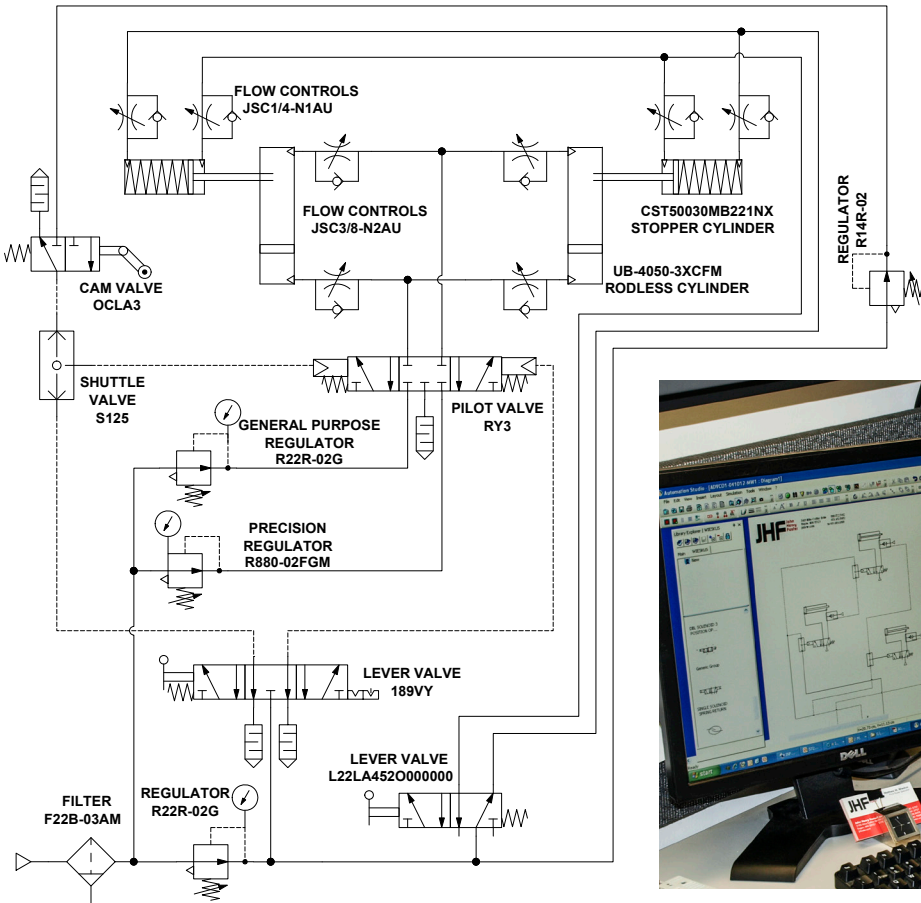 FLOW CONTROLS
JSC1/4-N1AU
FLOW CONTROLS
JSC3/8-N2AU
CST50030MB221NX
STOPPER CYLINDER
REGULATOR
R14R-02
UB-4050-3XCFM
RODLESS CYLINDER
CAM VALVE
OCLA3
SHUTTLE
VALVE
S125
PILOT VALVE
RY3
GENERAL PURPOSE
REGULATOR
R22R-02G
PRECISION
REGULATOR
R880-02FGM
LEVER VALVE
189VY
LEVER VALVE
L22LA452O000000
FILTER
F22B-03AM
REGULATOR
R22R-02G
JHF
start
DELL
JHF